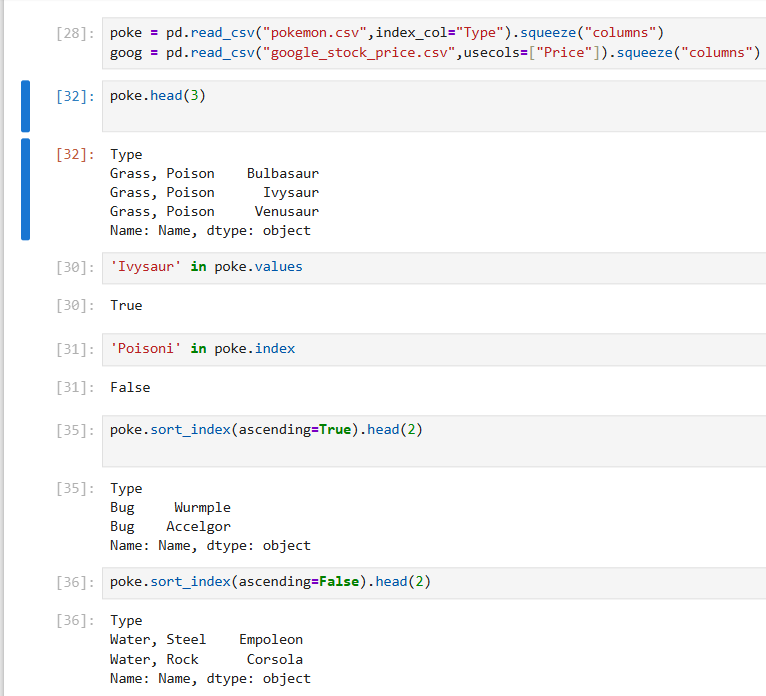 [28]: poke = pd.read_csv("pokemon.csv",index_col="Type").squeeze("columns")
goog = pd.read_csv("google_stock_price.csv",usecols=["Price"]).squeeze("columns")
[32]: poke.head(3)
[32]: Type
Grass, Poison    Bulbasaur
Grass, Poison      Ivysaur
Grass, Poison     Venusaur
Name: Name, dtype: object
[30]: 'Ivysaur' in poke.values
[30]: True
[31]: 'Poisoni' in poke.index
[31]: False
[35]: poke.sort_index(ascending=True).head(2)
[35]: Type
Bug     Wurmple
Bug    Accelgor
Name: Name, dtype: object
[36]: poke.sort_index(ascending=False).head(2)
[36]: Type
Water, Steel    Empoleon
Water, Rock      Corsola
Name: Name, dtype: object